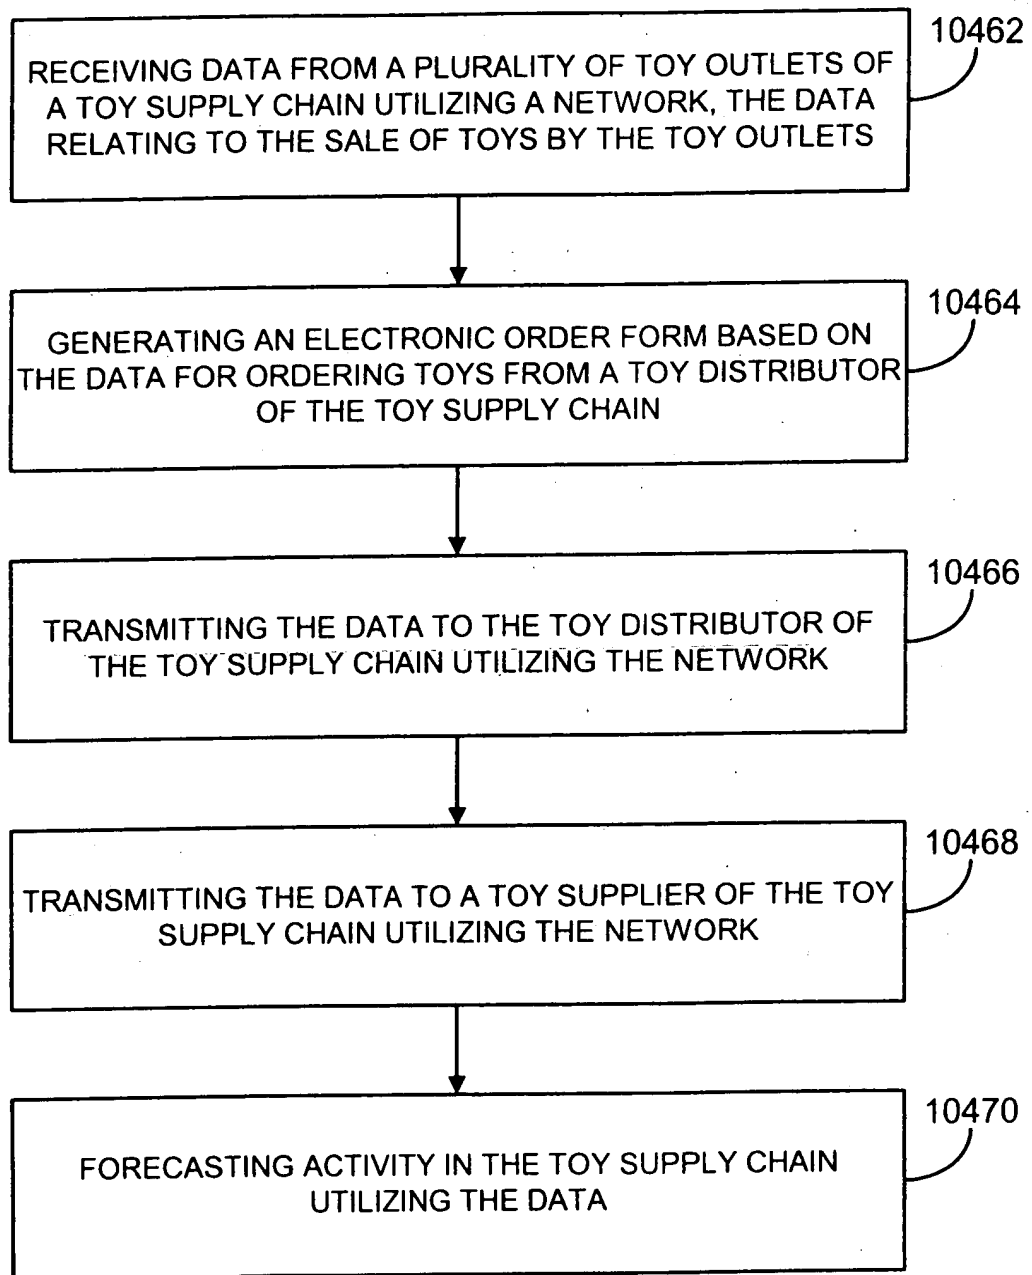 10462
RECEIVING DATA FROM A PLURALITY OF TOY OUTLETS OF
A TOY SUPPLY CHAIN UTILIZING A NETWORK, THE DATA
RELATING TO THE SALE OF TOYS BY THE TOY OUTLETS
10464
GENERATING AN ELECTRONIC ORDER FORM BASED ON
THE DATA FOR ORDERING TOYS FROM A TOY DISTRIBUTOR
OF THE TOY SUPPLY CHAIN
10466
TRANSMITTING THE DATA TO THE TOY DISTRIBUTOR OF
THE TOY SUPPLY CHAIN UTILIZING THE NETWORK
10468
TRANSMITTING THE DATA TO A TOY SUPPLIER OF THE TOY
SUPPLY CHAIN UTILIZING THE NETWORK
10470
FORECASTING ACTIVITY IN THE TOY SUPPLY CHAIN
UTILIZING THE DATA